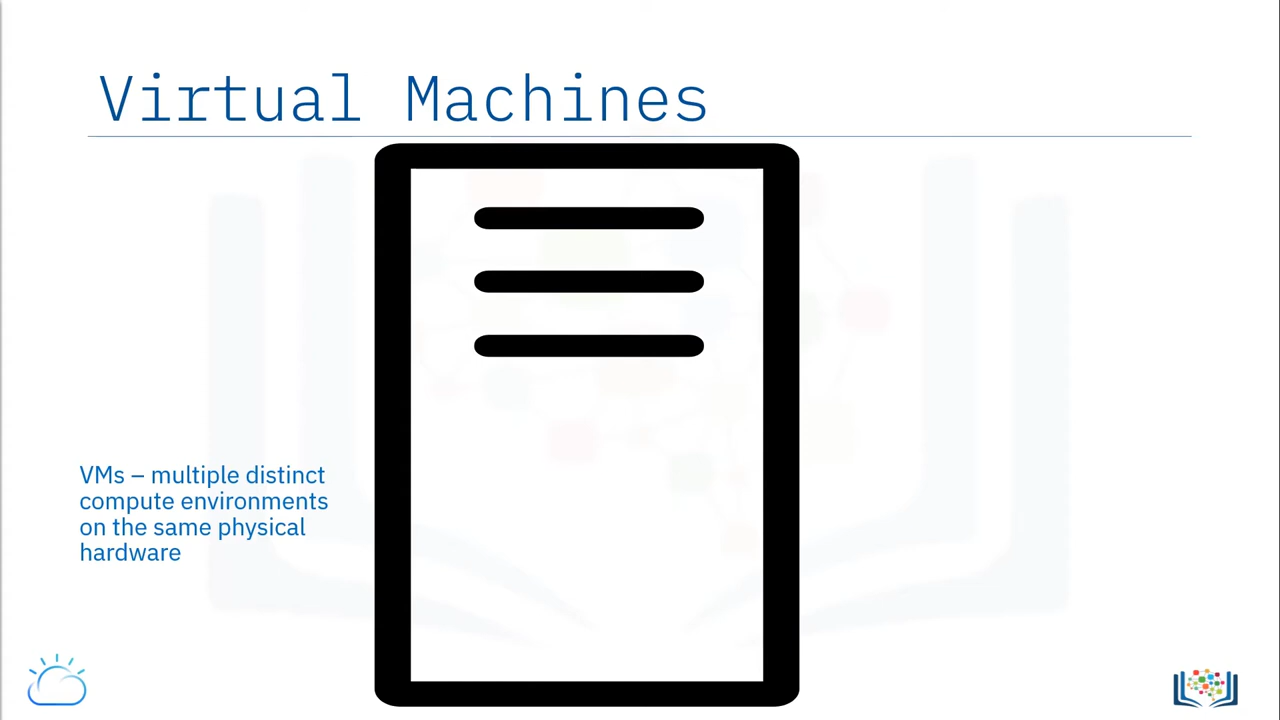 Virtual Machines
VMs – multiple distinct
compute environments
on the same physical
hardware